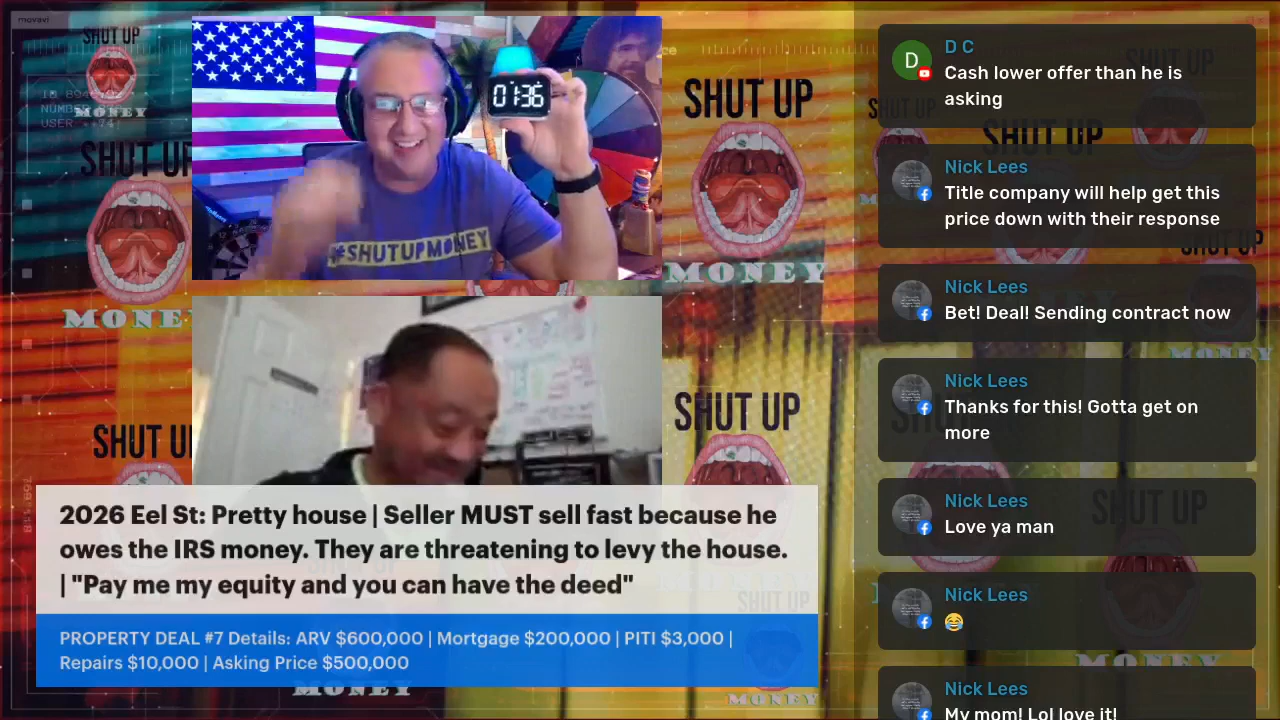 movavi
SHUT UP
MONEY
SHUT UP
MONEY
SHUT UP
01:36
#SHUTUPMONEY
SHUT UP
MONEY
SHUT UP
MONEY
MONEY
2026 Eel St: Pretty house | Seller MUST sell fast because he
owes the IRS money. They are threatening to levy the house.
| "Pay me my equity and you can have the deed"
PROPERTY DEAL #7 Details: ARV $600,000 | Mortgage $200,000 | PITI $3,000 |
Repairs $10,000 | Asking Price $500,000
D C
Cash lower offer than he is
asking
Nick Lees
Title company will help get this
price down with their response
Nick Lees
Bet! Deal! Sending contract now
Nick Lees
Thanks for this! Gotta get on
more
Nick Lees
Love ya man
Nick Lees
😂
Nick Lees
My mom! Lol love it!